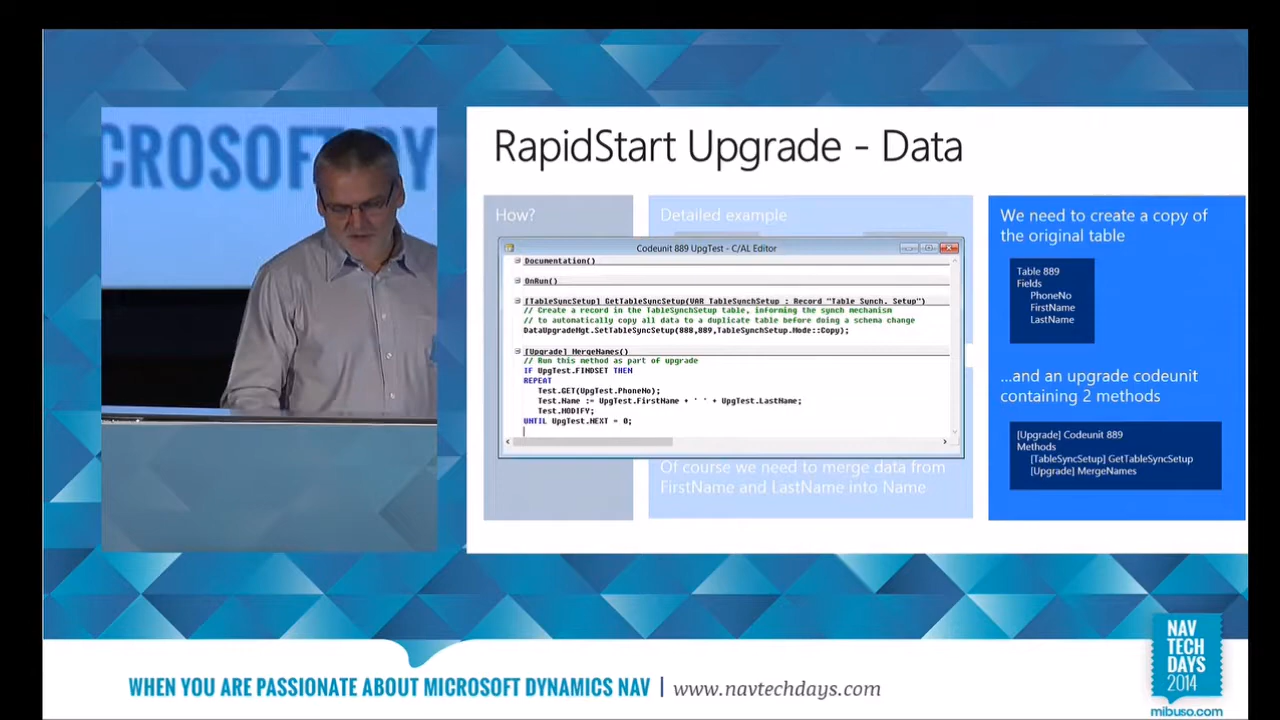 CROSOFT DY
RapidStart Upgrade - Data
How?
Detailed example
Codeunit 889 UpgTest - C/AL Editor
Documentation()
OnRun()
[TableSyncSetup] GetTableSyncSetup(VAR TableSynchSetup : Record "Table Synch. Setup")
// Create a record in the TableSynchSetup table, informing the synch mechanism
// to automatically copy all data to a duplicate table before doing a schema change
DataUpgradeMgt.SetTableSyncSetup(888,889,TableSynchSetup.Mode::Copy);
[Upgrade] MergeNames()
// Run this method as part of upgrade
IF UpgTest.FINDSET THEN
REPEAT
Test.GET(UpgTest.PhoneNo);
Test.Name := UpgTest.FirstName + ' ' + UpgTest.LastName;
Test.MODIFY;
UNTIL UpgTest.NEXT = 0;
Of course we need to merge data from
FirstName and LastName into Name
We need to create a copy of
the original table
Table 889
Fields
PhoneNo
FirstName
LastName
...and an upgrade codeunit
containing 2 methods
[Upgrade] Codeunit 889
Methods
[TableSyncSetup] GetTableSyncSetup
[Upgrade] MergeNames
WHEN YOU ARE PASSIONATE ABOUT MICROSOFT DYNAMICS NAV | www.navtechdays.com
NAV
TECH
DAYS
2014
mibuso.com